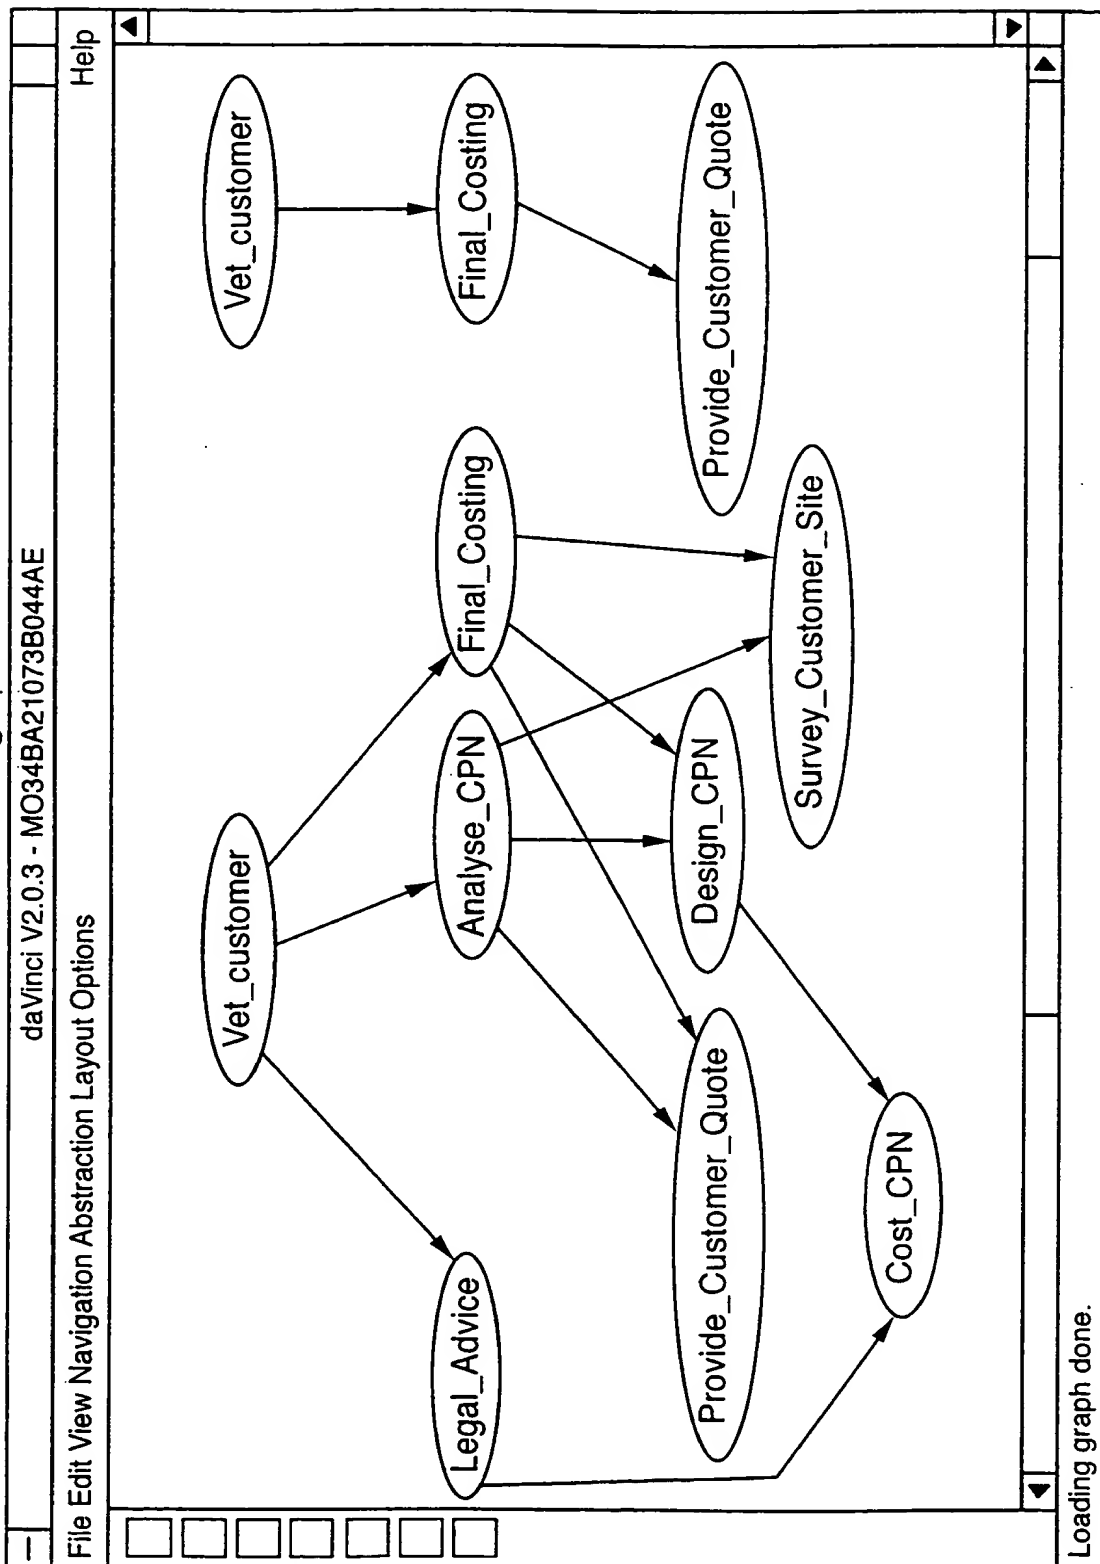 daVinci V2.0.3 - MO34BA21073B044AE
File Edit View Navigation Abstraction Layout Options Help
Vet_customer
Vet_customer
Legal_Advice
Analyse_CPN
Final_Costing
Final_Costing
Provide_Customer_Quote
Design_CPN
Provide_Customer_Quote
Survey_Customer_Site
Cost_CPN
Loading graph done.